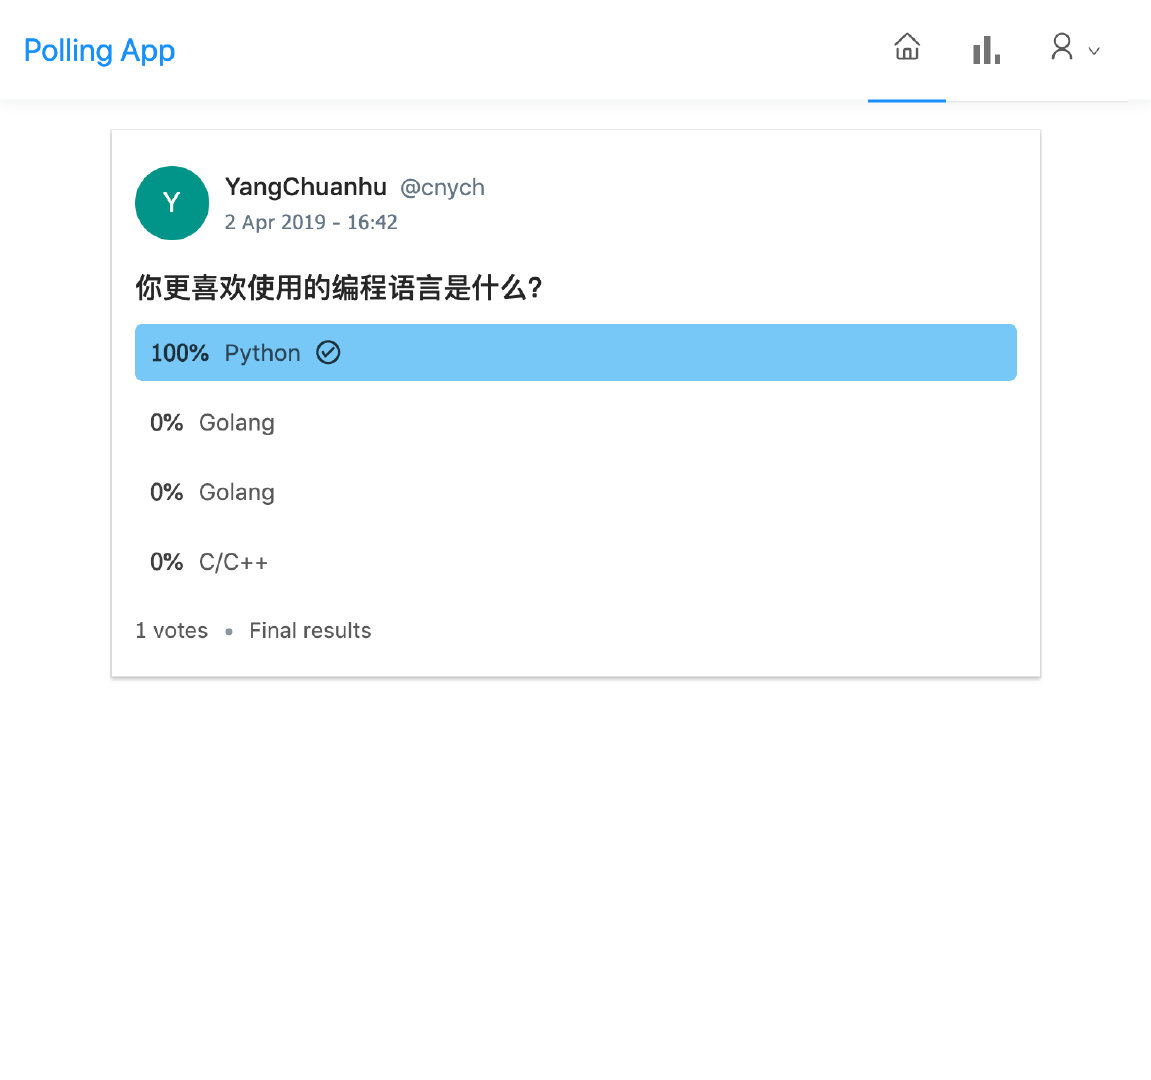 Polling App
Y
YangChuanhu @cnych
2 Apr 2019 - 16:42
你更喜欢使用的编程语言是什么?
100% Python
0% Golang
0% Golang
0% C/C++
1 votes • Final results